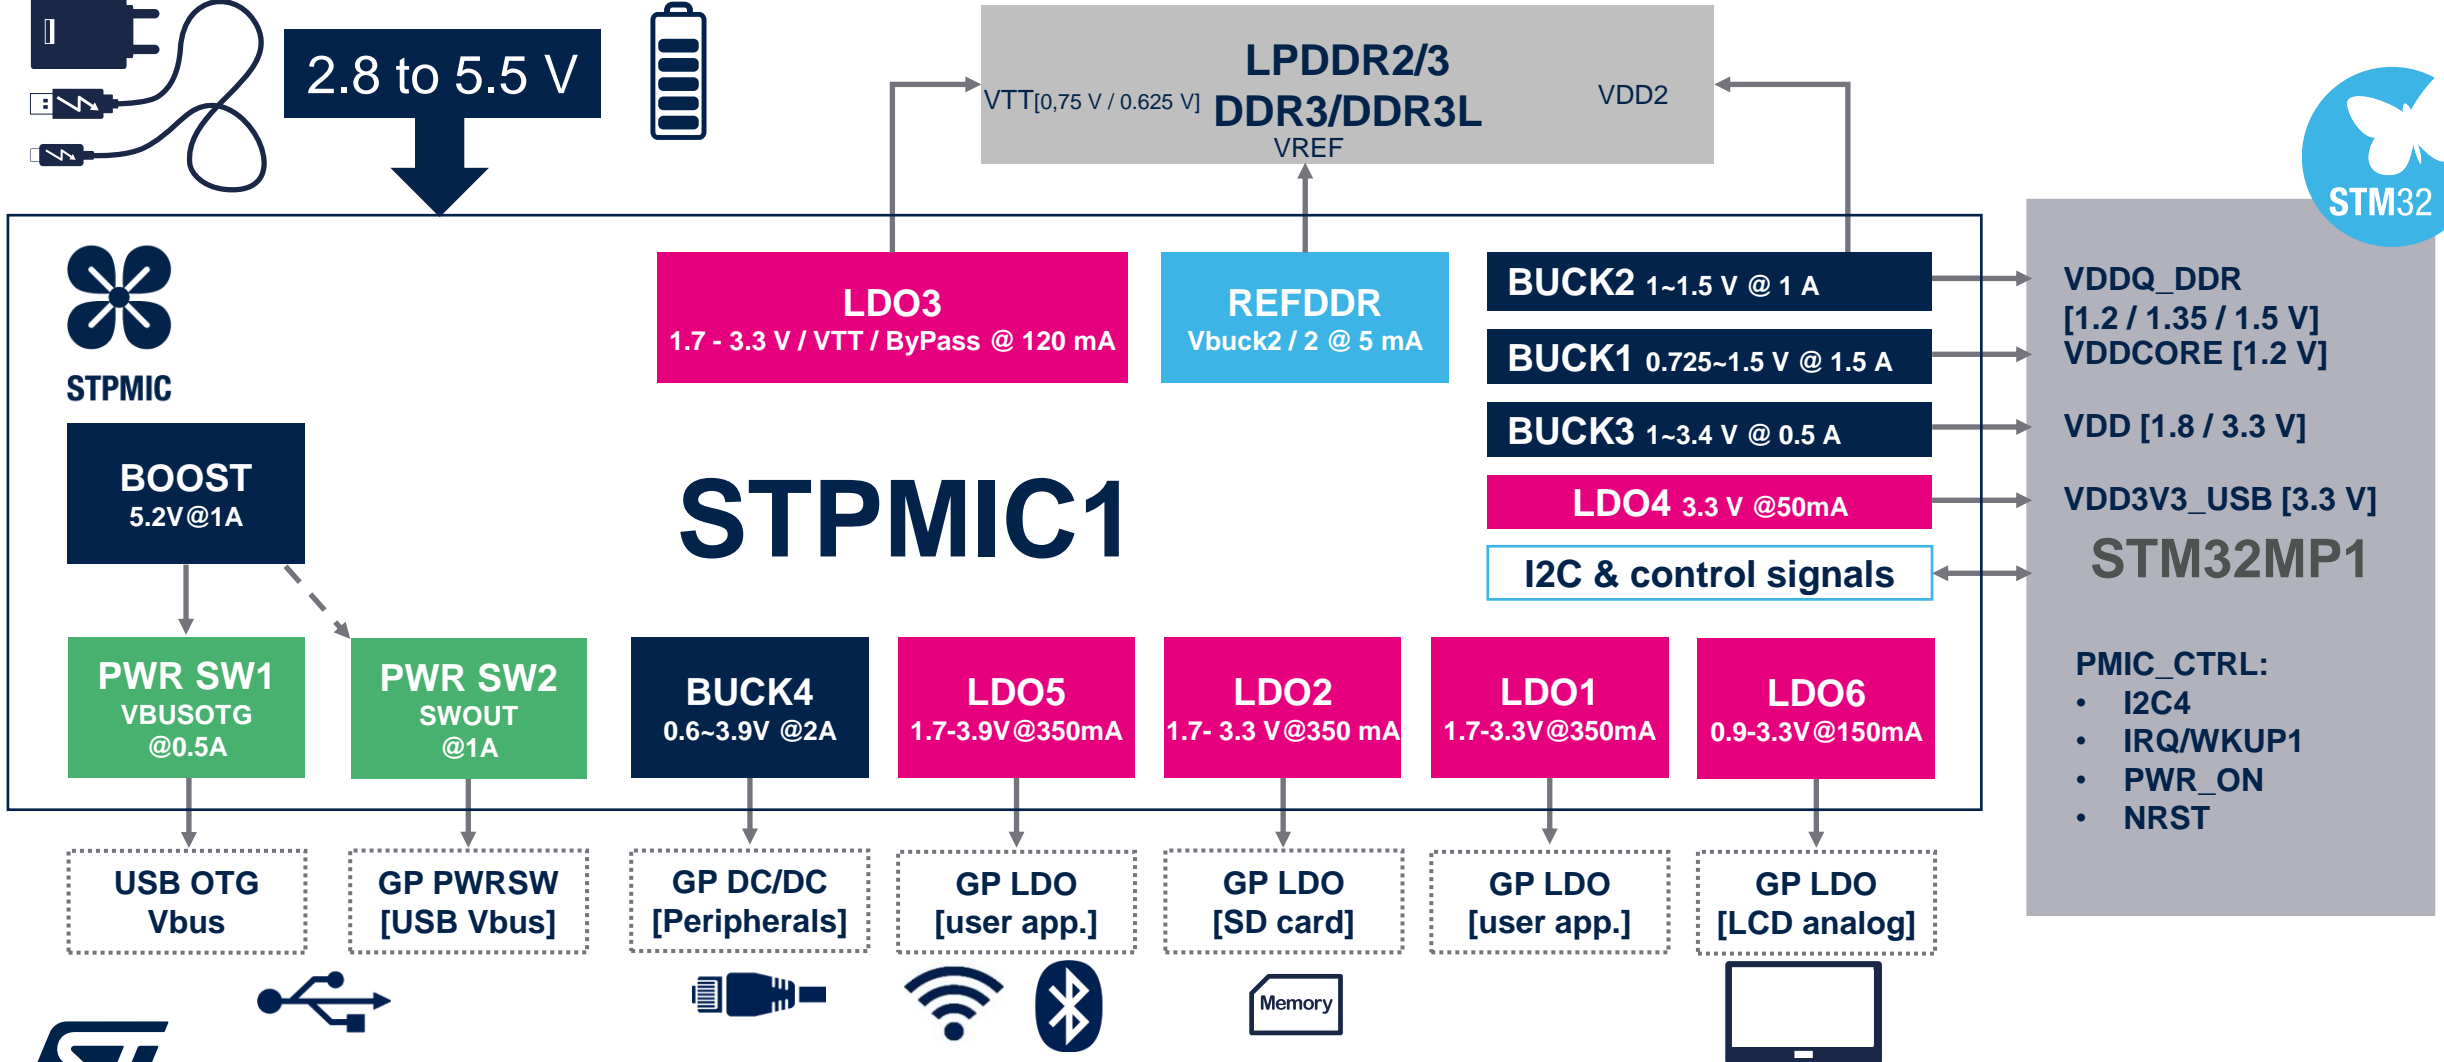 2.8 to 5.5 V
LPDDR2/3
VTT[0,75 V / 0.625 V]
DDR3/DDR3L
VDD2
VREF
STM32
STPMIC
LDO3
1.7 - 3.3 V / VTT / ByPass @ 120 mA
REFDDR
Vbuck2 / 2 @ 5 mA
BUCK2 1~1.5 V @ 1 A
BUCK1 0.725~1.5 V @ 1.5 A
BUCK3 1~3.4 V @ 0.5 A
LDO4 3.3 V @50mA
I2C & control signals
VDDQ_DDR
[1.2 / 1.35 / 1.5 V]
VDDCORE [1.2 V]
VDD [1.8 / 3.3 V]
VDD3V3_USB [3.3 V]
STM32MP1
PMIC_CTRL:
• I2C4
• IRQ/WKUP1
• PWR_ON
• NRST
BOOST
5.2V@1A
STPMIC1
PWR SW1
VBUSOTG
@0.5A
PWR SW2
SWOUT
@1A
BUCK4
0.6~3.9V @2A
LDO5
1.7-3.9V@350mA
LDO2
1.7- 3.3 V@350 mA
LDO1
1.7-3.3V@350mA
LDO6
0.9-3.3V@150mA
USB OTG
Vbus
GP PWRSW
[USB Vbus]
GP DC/DC
[Peripherals]
GP LDO
[user app.]
GP LDO
[SD card]
GP LDO
[user app.]
GP LDO
[LCD analog]
Memory
ST